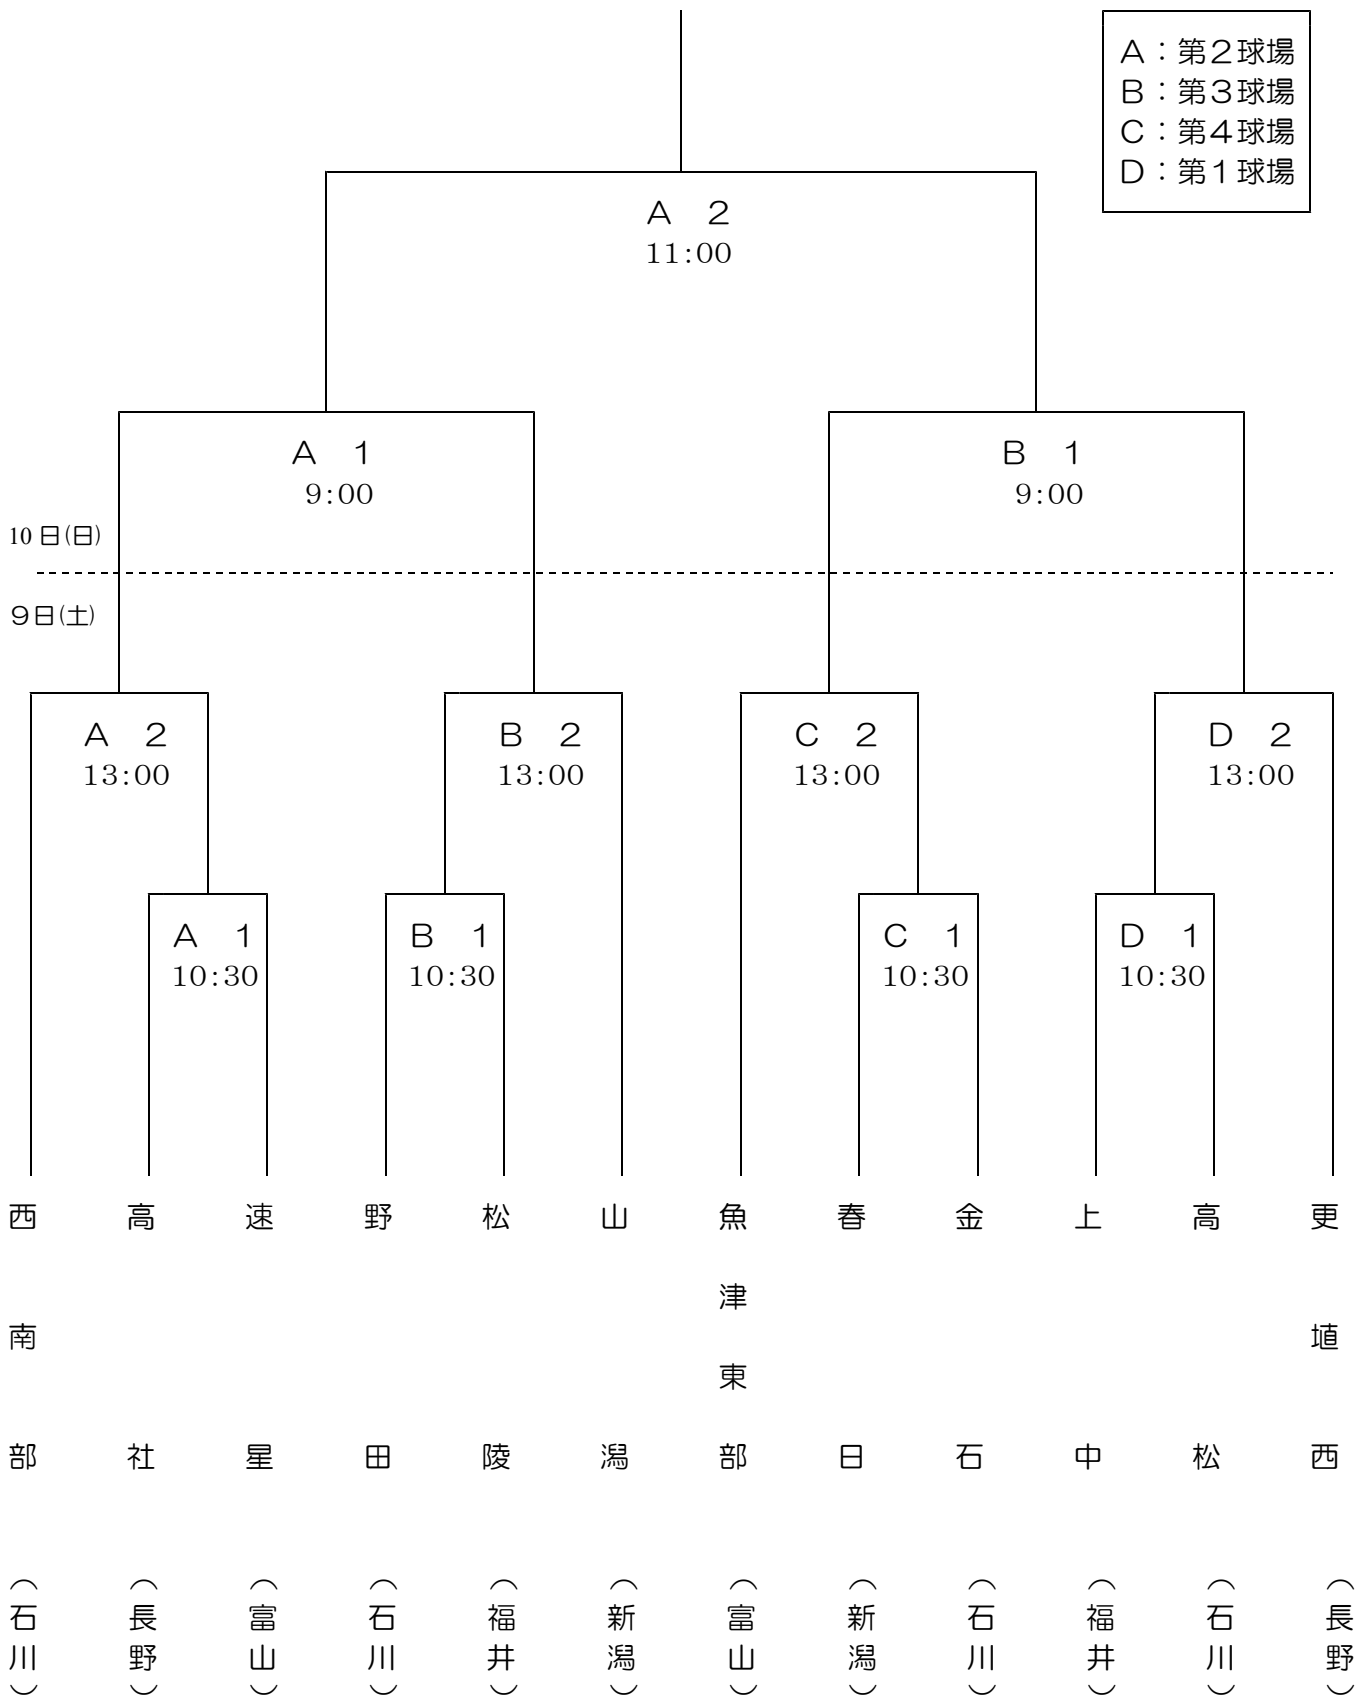 A：第２球場
B：第３球場
C：第４球場
D：第１球場
A　2
11:00
A　1
9:00
B　1
9:00
10日(日)
９日(土)
A　2
13:00
B　2
13:00
C　2
13:00
D　2
13:00
A　1
10:30
B　1
10:30
C　1
10:30
D　1
10:30
西南部（石川）
高社（長野）
速星（富山）
野田（石川）
松陵（福井）
山潟（新潟）
魚津東部（富山）
春日（新潟）
金石（石川）
上中（福井）
高松（石川）
更埴西（長野）